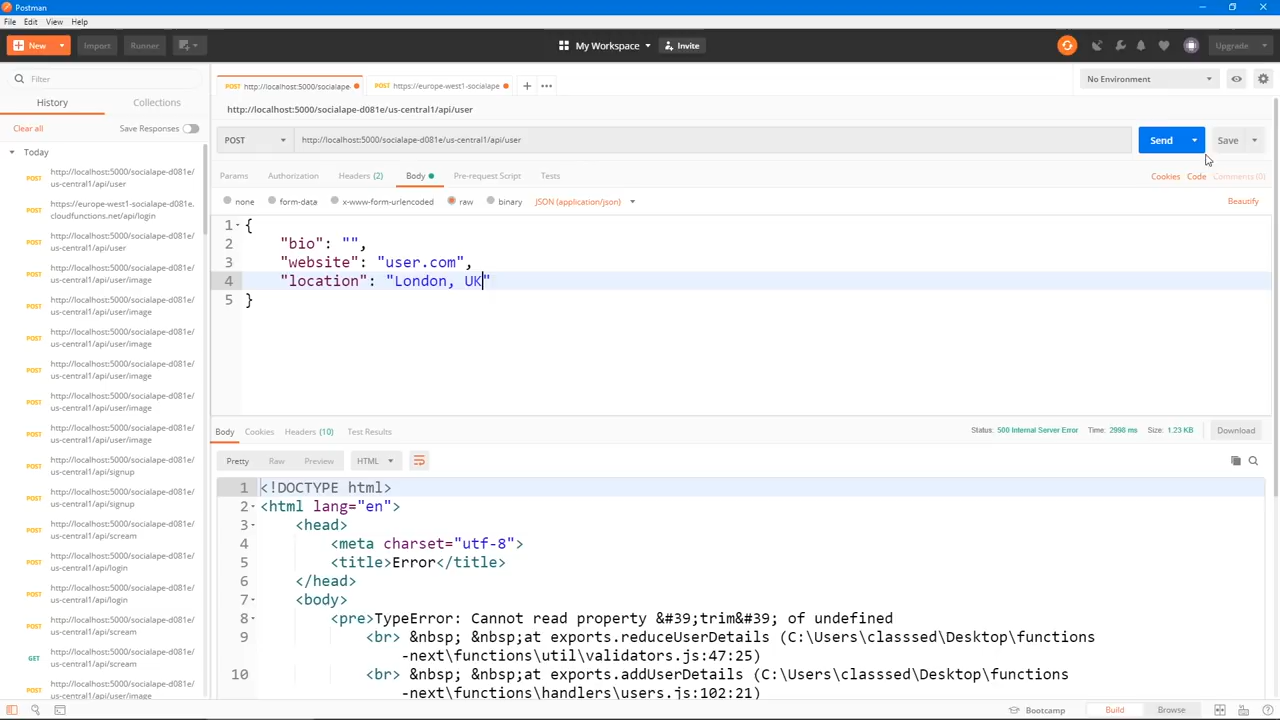 Postman
File Edit View Help
New Import Runner My Workspace Invite Upgrade
Filter
History Collections
Clear all Save Responses
Today
POST http://localhost:5000/socialape-d081e/
us-central1/api/user
POST https://europe-west1-socialape-d081e.
cloudfunctions.net/api/login
POST http://localhost:5000/socialape-d081e/
us-central1/api/user
POST http://localhost:5000/socialape-d081e/
us-central1/api/user/image
POST http://localhost:5000/socialape-d081e/
us-central1/api/user/image
POST http://localhost:5000/socialape-d081e/
us-central1/api/user/image
POST http://localhost:5000/socialape-d081e/
us-central1/api/user/image
POST http://localhost:5000/socialape-d081e/
us-central1/api/user/image
POST http://localhost:5000/socialape-d081e/
us-central1/api/user/image
POST http://localhost:5000/socialape-d081e/
us-central1/api/signup
POST http://localhost:5000/socialape-d081e/
us-central1/api/signup
POST http://localhost:5000/socialape-d081e/
us-central1/api/scream
POST http://localhost:5000/socialape-d081e/
us-central1/api/login
POST http://localhost:5000/socialape-d081e/
us-central1/api/login
POST http://localhost:5000/socialape-d081e/
us-central1/api/scream
GET http://localhost:5000/socialape-d081e/
us-central1/api/scream
POST http://localhost:5000/socialape-d081e/
us-central1/api/user/image
POST http://localhost:5000/socialape- POST https://europe-west1-socialape No Environment
http://localhost:5000/socialape-d081e/us-central1/api/user
POST http://localhost:5000/socialape-d081e/us-central1/api/user Send Save
Params Authorization Headers (2) Body Pre-request Script Tests Cookies Code Comments (0)
none form-data x-www-form-urlencoded raw binary JSON (application/json) Beautify
1 {
2 "bio": "",
3 "website": "user.com",
4 "location": "London, UK"
5 }
Body Cookies Headers (10) Test Results Status: 500 Internal Server Error Time: 2998 ms Size: 1.23 KB Download
Pretty Raw Preview HTML
1 <!DOCTYPE html>
2 <html lang="en">
3 <head>
4 <meta charset="utf-8">
5 <title>Error</title>
6 </head>
7 <body>
8 <pre>TypeError: Cannot read property &#39;trim&#39; of undefined
9 <br> &nbsp; &nbsp;at exports.reduceUserDetails (C:\Users\classsed\Desktop\functions
-next\functions\util\validators.js:47:25)
10 <br> &nbsp; &nbsp;at exports.addUserDetails (C:\Users\classsed\Desktop\functions
-next\functions\handlers\users.js:102:21)
Bootcamp Build Browse